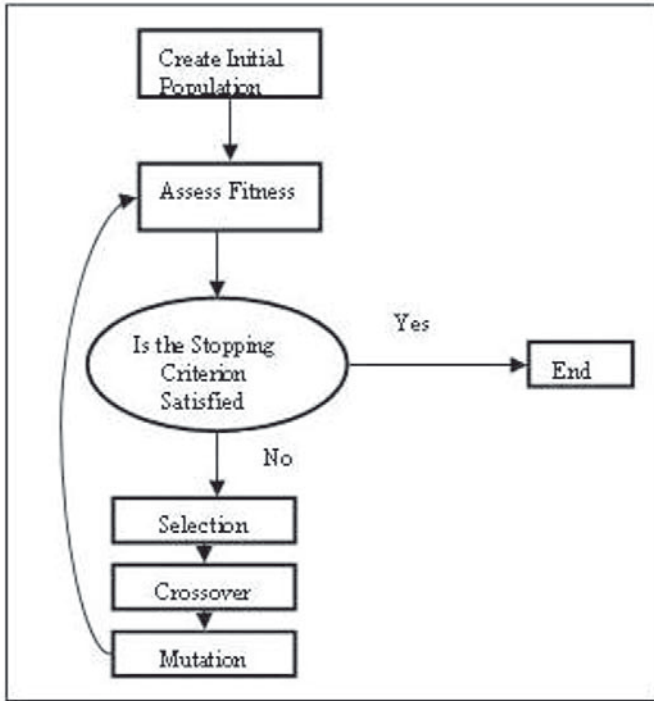 Create Initial
Population
Assess Fitness
Is the Stopping
Criterion
Satisfied
Yes
End
No
Selection
Crossover
Mutation